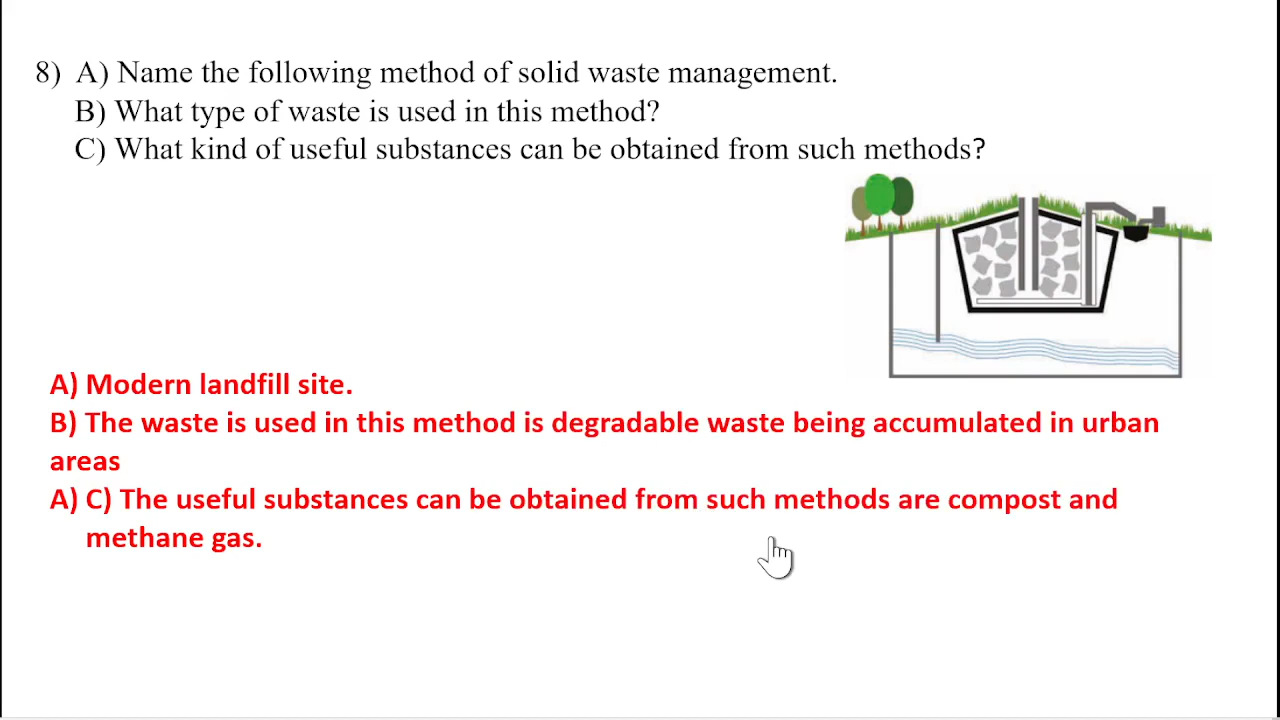 8) A) Name the following method of solid waste management.
B) What type of waste is used in this method?
C) What kind of useful substances can be obtained from such methods?
A) Modern landfill site.
B) The waste is used in this method is degradable waste being accumulated in urban
areas
A) C) The useful substances can be obtained from such methods are compost and
methane gas.